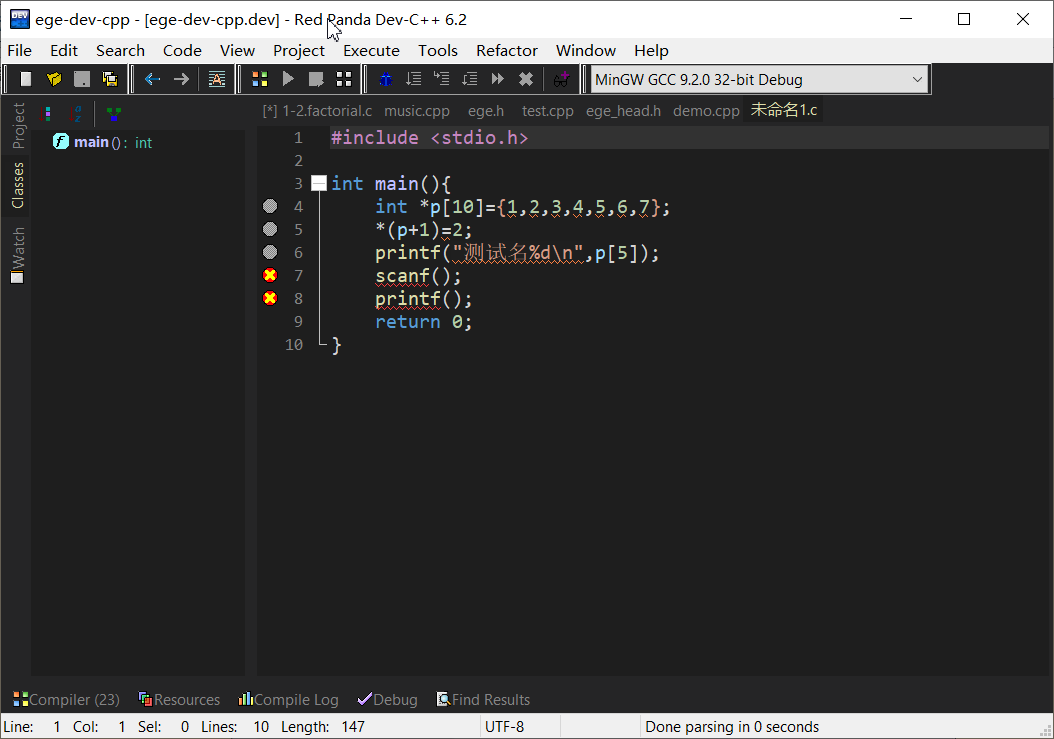 ege-dev-cpp - [ege-dev-cpp.dev] - Red Panda Dev-C++ 6.2
File Edit Search Code View Project Execute Tools Refactor Window Help
MinGW GCC 9.2.0 32-bit Debug
Project
Classes
Watch
main() : int
[*] 1-2.factorial.c music.cpp ege.h test.cpp ege_head.h demo.cpp 未命名1.c
1 #include <stdio.h>
2
3 int main(){
4 int *p[10]={1,2,3,4,5,6,7};
5 *(p+1)=2;
6 printf("测试名%d\n",p[5]);
7 scanf();
8 printf();
9 return 0;
10 }
Compiler (23) Resources Compile Log Debug Find Results
Line: 1 Col: 1 Sel: 0 Lines: 10 Length: 147 UTF-8 Done parsing in 0 seconds